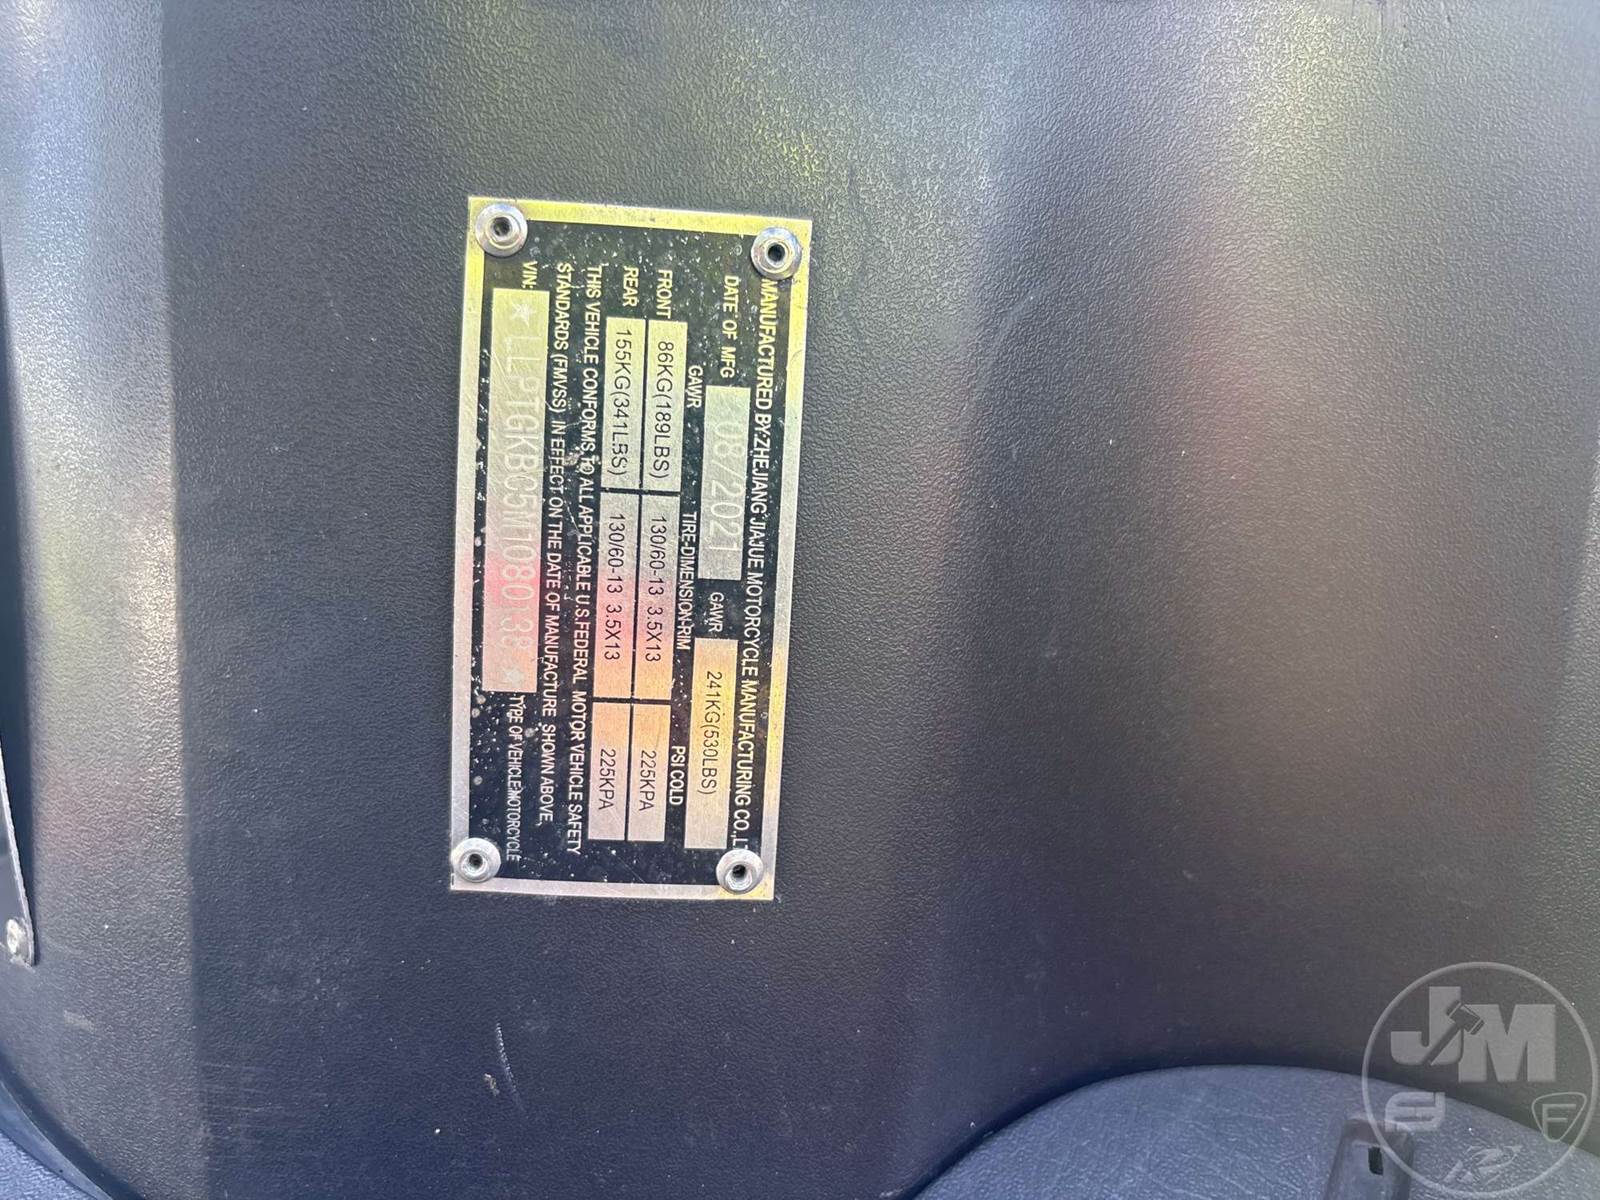 MANUFACTURED BY:ZHEJIANG JIAJUE MOTORCYCLE MANUFACTURING CO.,L
DATE OF MFG 08/2021 GAWR: 241KG(530LBS)
GAWR TIRE-DIMENSION-RIM PSI COLD
FRONT 86KG(189LBS) 130/60-13 3.5X13 225KPA
REAR 155KG(341LBS) 130/60-13 3.5X13 225KPA
THIS VEHICLE CONFORMS TO ALL APPLICABLE U.S.FEDERAL MOTOR VEHICLE SAFETY
STANDARDS (FMVSS) IN EFFECT ON THE DATE OF MANUFACTURE SHOWN ABOVE.
VIN: ★LLPTGKBC5M1080138★ TYPE OF VEHICLE:MOTORCYCLE
JM